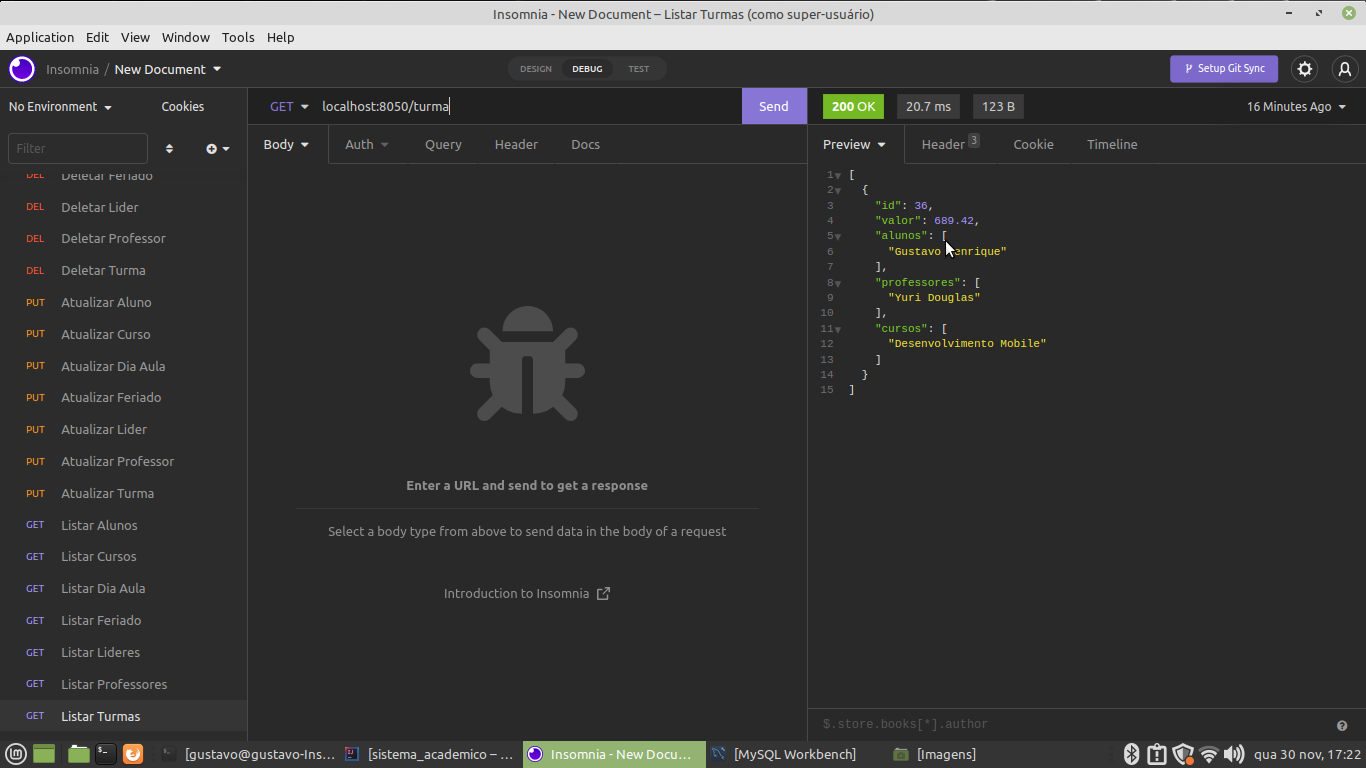 Insomnia - New Document – Listar Turmas (como super-usuário)
Application Edit View Window Tools Help
Insomnia / New Document
DESIGN DEBUG TEST
Setup Git Sync
No Environment Cookies
GET localhost:8050/turma Send
200 OK 20.7 ms 123 B 16 Minutes Ago
Filter
Body Auth Query Header Docs
Preview Header 3 Cookie Timeline
DEL Deletar Feriado
DEL Deletar Lider
DEL Deletar Professor
DEL Deletar Turma
PUT Atualizar Aluno
PUT Atualizar Curso
PUT Atualizar Dia Aula
PUT Atualizar Feriado
PUT Atualizar Lider
PUT Atualizar Professor
PUT Atualizar Turma
GET Listar Alunos
GET Listar Cursos
GET Listar Dia Aula
GET Listar Feriado
GET Listar Lideres
GET Listar Professores
GET Listar Turmas
Enter a URL and send to get a response
Select a body type from above to send data in the body of a request
Introduction to Insomnia
1 [
2 {
3 "id": 36,
4 "valor": 689.42,
5 "alunos": [
6 "Gustavo Henrique"
7 ],
8 "professores": [
9 "Yuri Douglas"
10 ],
11 "cursos": [
12 "Desenvolvimento Mobile"
13 ]
14 }
15 ]
$.store.books[*].author
[gustavo@gustavo-Ins... [sistema_academico – ... Insomnia - New Docu... [MySQL Workbench] [Imagens] qua 30 nov, 17:22